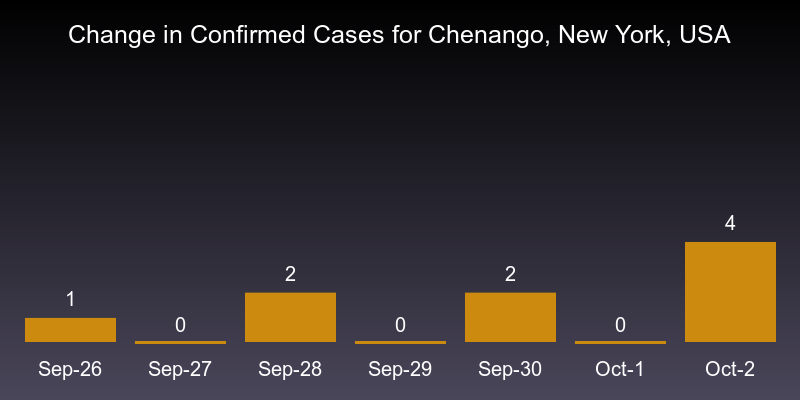 Change in Confirmed Cases for Chenango, New York, USA
1 0 2 0 2 0 4
Sep-26 Sep-27 Sep-28 Sep-29 Sep-30 Oct-1 Oct-2